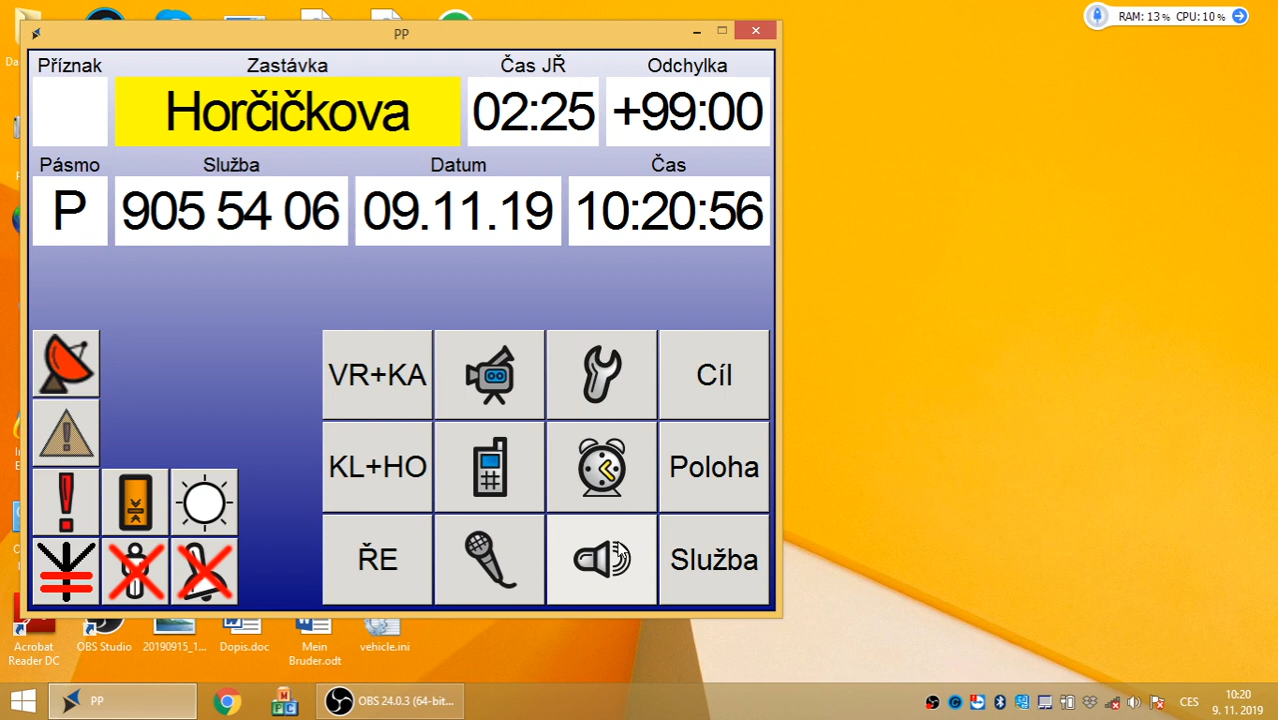 RAM: 13 % CPU: 10 %
PP
Příznak Zastávka Čas JŘ Odchylka
Horčičkova 02:25 +99:00
Pásmo Služba Datum Čas
P 905 54 06 09.11.19 10:20:56
VR+KA Cíl
KL+HO Poloha
ŘE Služba
Acrobat Reader DC
OBS Studio
20190915_1...
Dopis.doc
Mein Bruder.odt
vehicle.ini
PP
OBS 24.0.3 (64-bit...
CES
10:20
9. 11. 2019